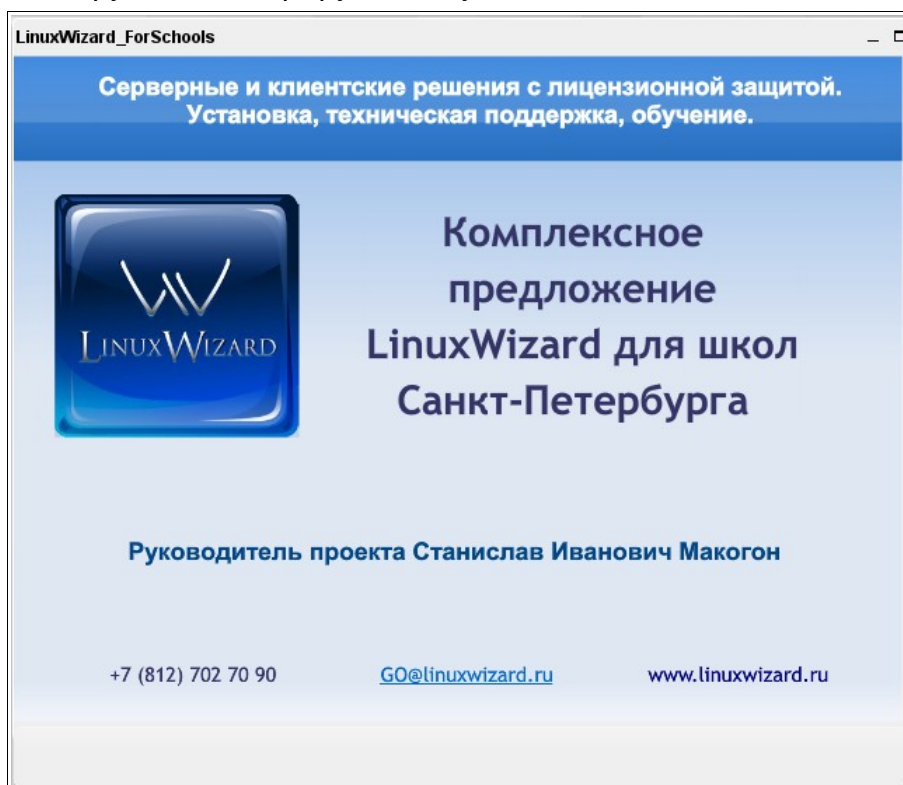 LinuxWizard_ForSchools
Серверные и клиентские решения с лицензионной защитой.
Установка, техническая поддержка, обучение.
LINUXWIZARD
Комплексное
предложение
LinuxWizard для школ
Санкт-Петербурга
Руководитель проекта Станислав Иванович Макогон
+7 (812) 702 70 90
GO@linuxwizard.ru
www.linuxwizard.ru